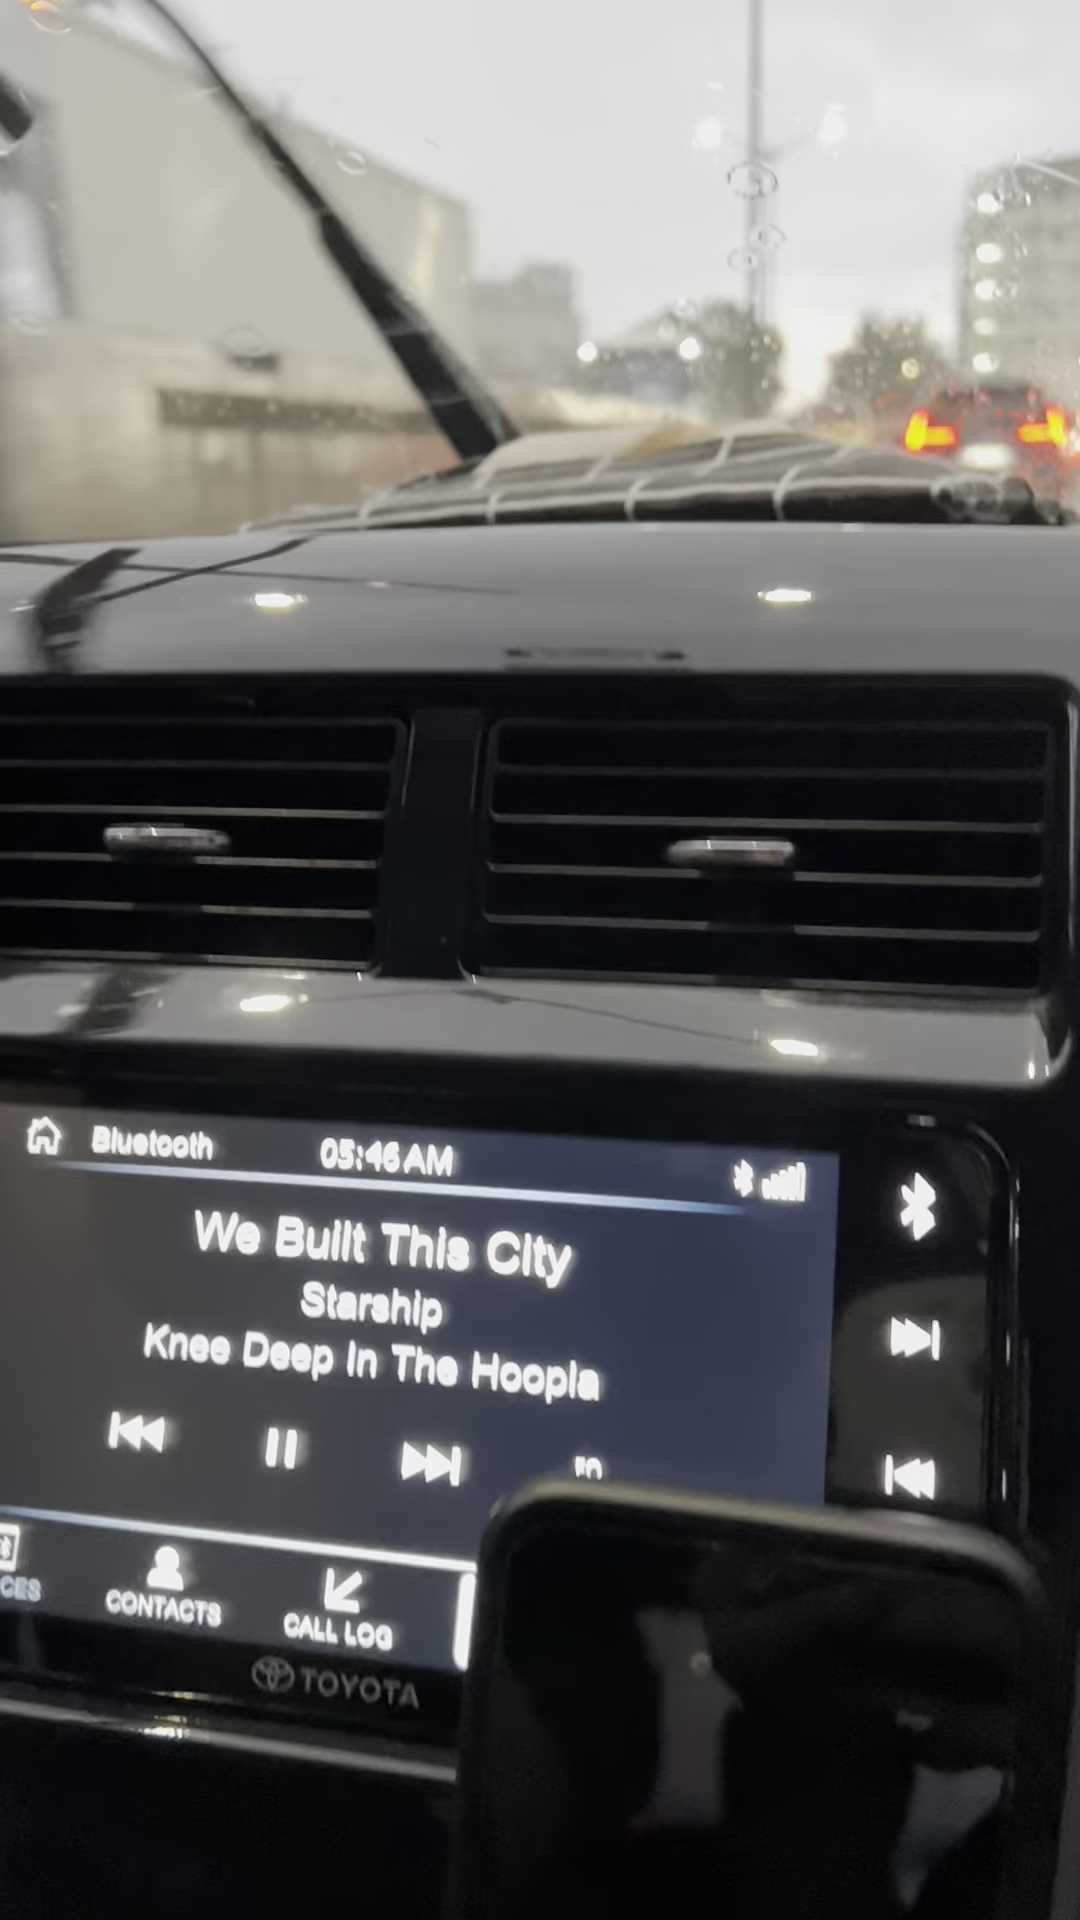 Bluetooth 05:46 AM
We Built This City
Starship
Knee Deep In The Hoopla
CONTACTS
CALL LOG
TOYOTA